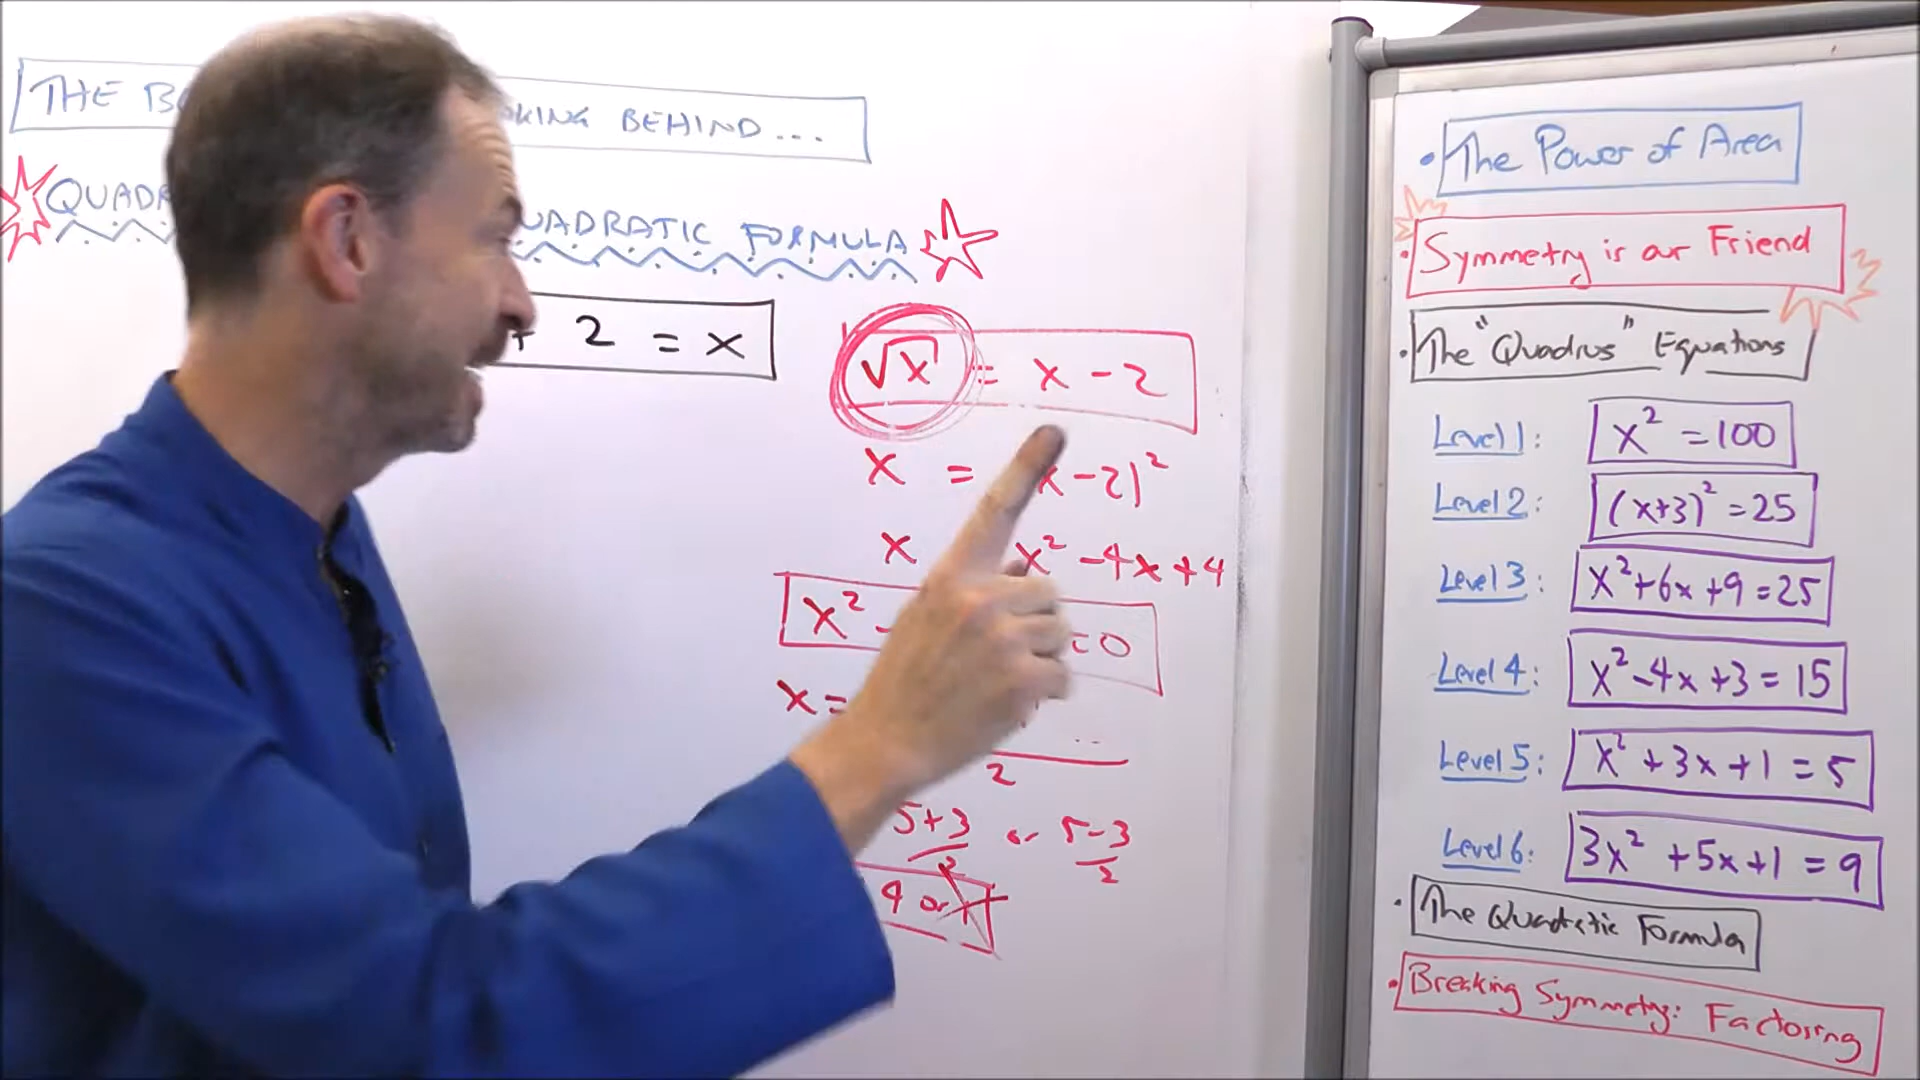 THE OKING BEHIND...
QUADRATIC FORMULA
+ 2 = x
√x = x - 2
x = x-2)²
x x² -4x+4
x² - =0
x=
2
5+3 or 5-3
2 2
4 or 1
• The Power of Area
• Symmetry is our Friend
• The "Quadrus" Equations
Level 1: x² = 100
Level 2: (x+3)² = 25
Level 3: x²+6x+9=25
Level 4: x²-4x+3=15
Level 5: x²+3x+1=5
Level 6: 3x²+5x+1=9
• The Quadratic Formula
• Breaking Symmetry: Factoring